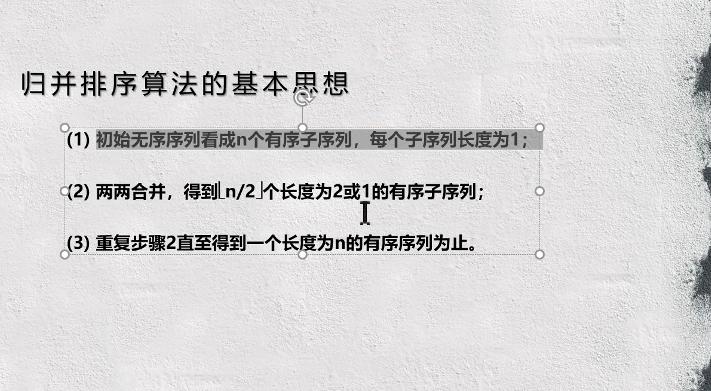 归并排序算法的基本思想
(1) 初始无序序列看成n个有序子序列，每个子序列长度为1；
(2) 两两合并，得到⌊n/2⌋个长度为2或1的有序子序列；
(3) 重复步骤2直至得到一个长度为n的有序序列为止。